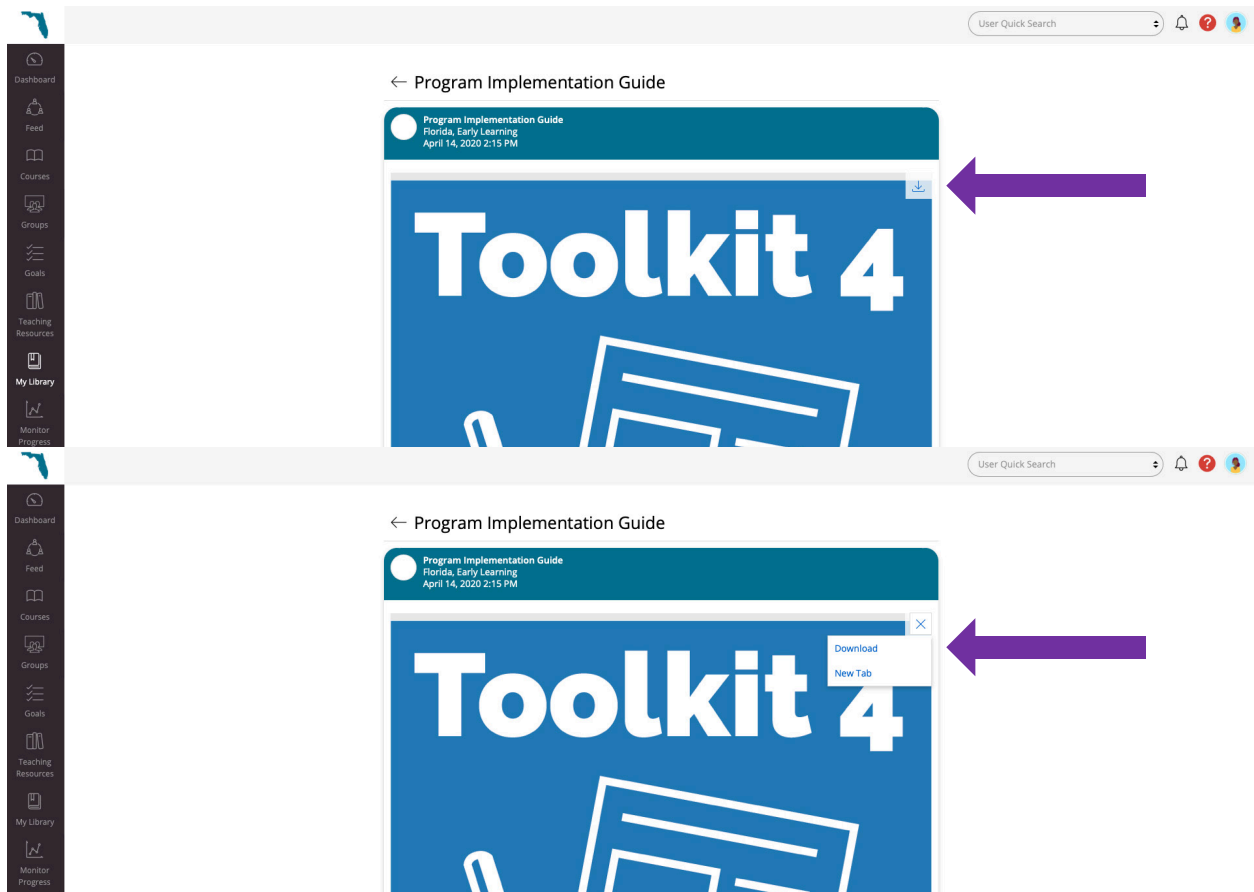 User Quick Search
?
Dashboard
Feed
Courses
Groups
Goals
Teaching
Resources
My Library
Monitor
Progress
← Program Implementation Guide
Program Implementation Guide
Florida, Early Learning
April 14, 2020 2:15 PM
Toolkit 4
User Quick Search
?
Dashboard
Feed
Courses
Groups
Goals
Teaching
Resources
My Library
Monitor
Progress
← Program Implementation Guide
Program Implementation Guide
Florida, Early Learning
April 14, 2020 2:15 PM
Download
New Tab
Toolkit 4